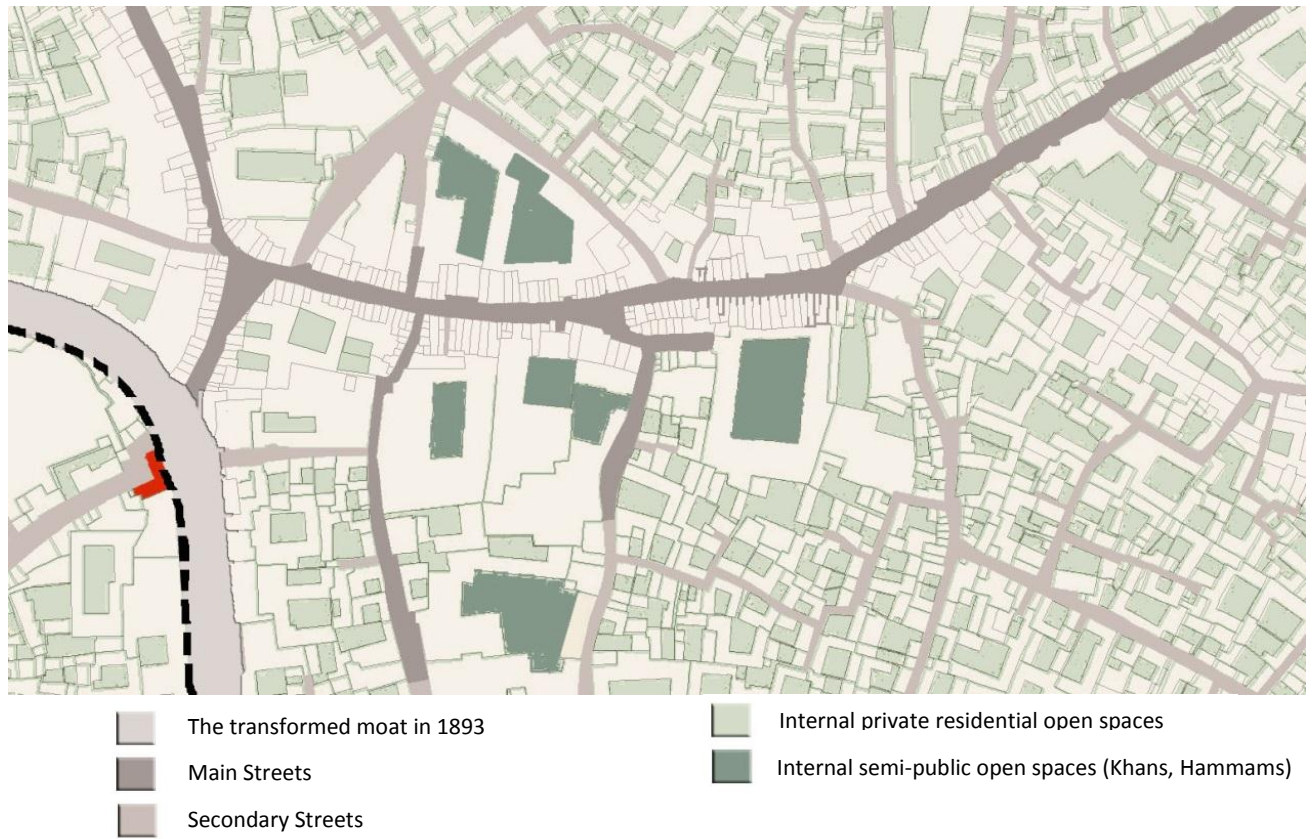 The transformed moat in 1893
Main Streets
Secondary Streets
Internal private residential open spaces
Internal semi-public open spaces (Khans, Hammams)